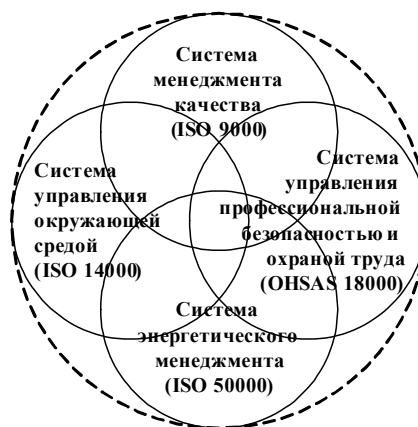 Система
менеджмента
качества
(ISO 9000)
Система
управления
окружающей
средой
(ISO 14000)
Система
управления
профессиональной
безопасностью и
охраной труда
(OHSAS 18000)
Система
энергетического
менеджмента
(ISO 50000)